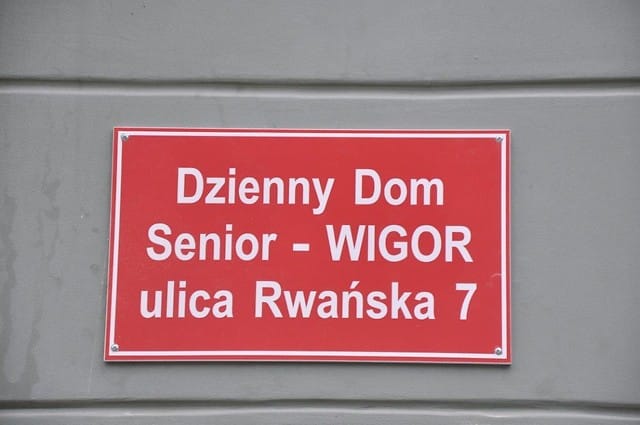 Dzienny Dom
Senior - WIGOR
ulica Rwańska 7